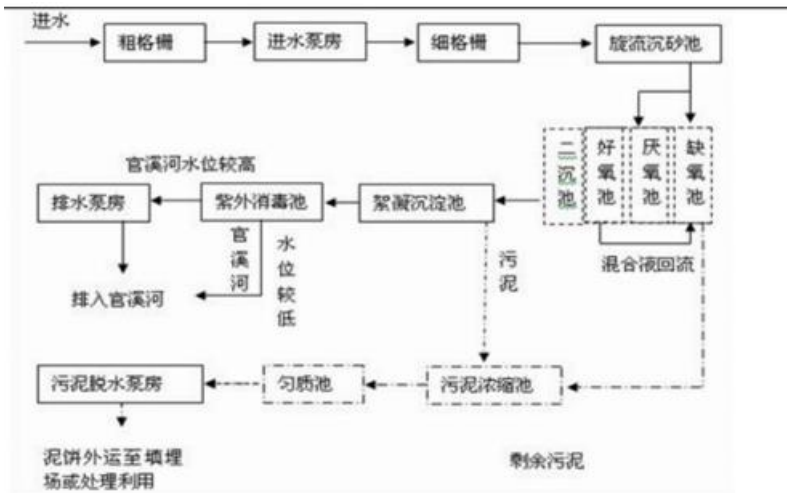 进水
粗格栅
进水泵房
细格栅
旋流沉砂池
二沉池
好氧池
厌氧池
缺氧池
官溪河水位较高
排水泵房
紫外消毒池
絮凝沉淀池
混合液回流
官溪河
水位较低
污泥
排入官溪河
污泥脱水泵房
匀质池
污泥浓缩池
泥饼外运至填埋
场或处理利用
剩余污泥